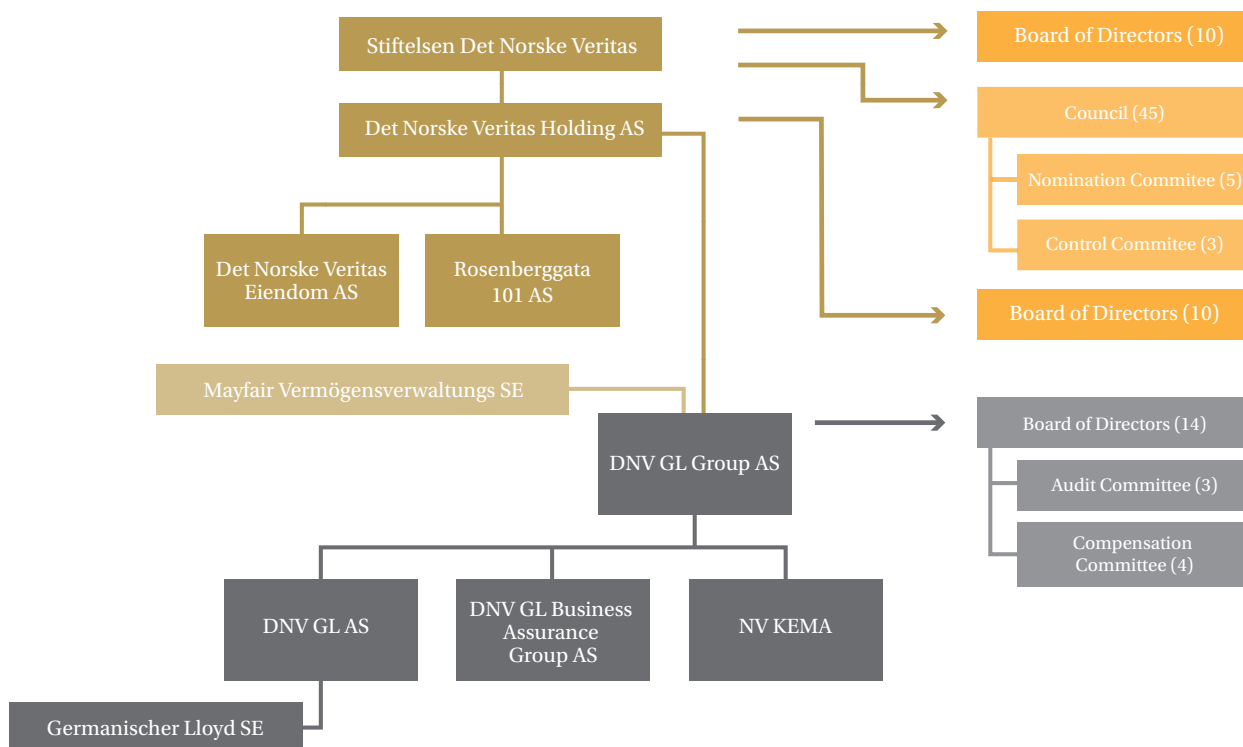 Stiftelsen Det Norske Veritas
Det Norske Veritas Holding AS
Det Norske Veritas
Eiendom AS
Rosenberggata
101 AS
Mayfair Vermögensverwaltungs SE
DNV GL Group AS
DNV GL AS
DNV GL Business
Assurance
Group AS
NV KEMA
Germanischer Lloyd SE
Board of Directors (10)
Council (45)
Nomination Commitee (5)
Control Commitee (3)
Board of Directors (10)
Board of Directors (14)
Audit Committee (3)
Compensation
Committee (4)